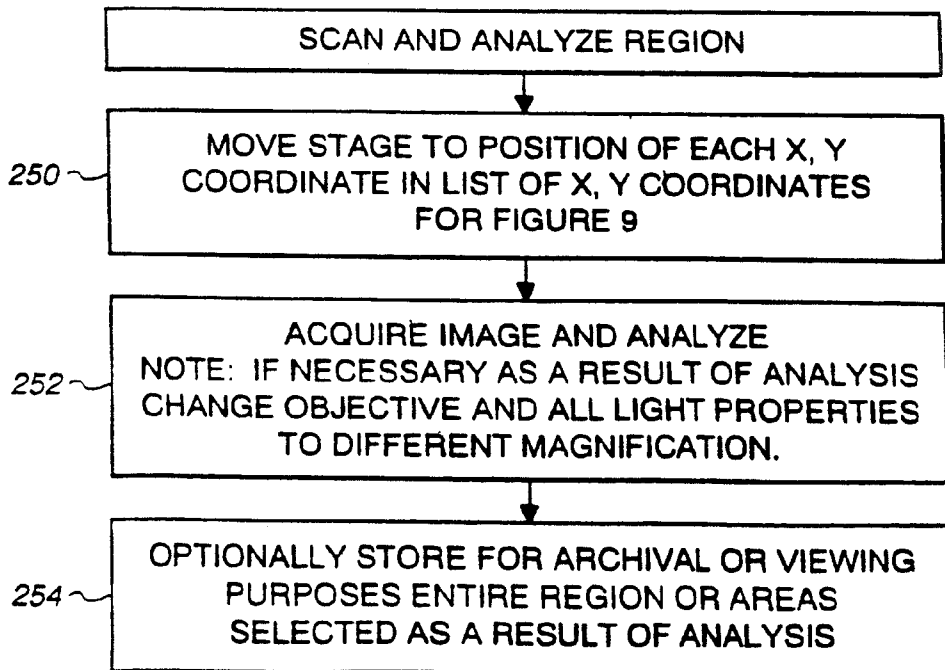 SCAN AND ANALYZE REGION
250
MOVE STAGE TO POSITION OF EACH X, Y
COORDINATE IN LIST OF X, Y COORDINATES
FOR FIGURE 9
252
ACQUIRE IMAGE AND ANALYZE
NOTE: IF NECESSARY AS A RESULT OF ANALYSIS
CHANGE OBJECTIVE AND ALL LIGHT PROPERTIES
TO DIFFERENT MAGNIFICATION.
254
OPTIONALLY STORE FOR ARCHIVAL OR VIEWING
PURPOSES ENTIRE REGION OR AREAS
SELECTED AS A RESULT OF ANALYSIS